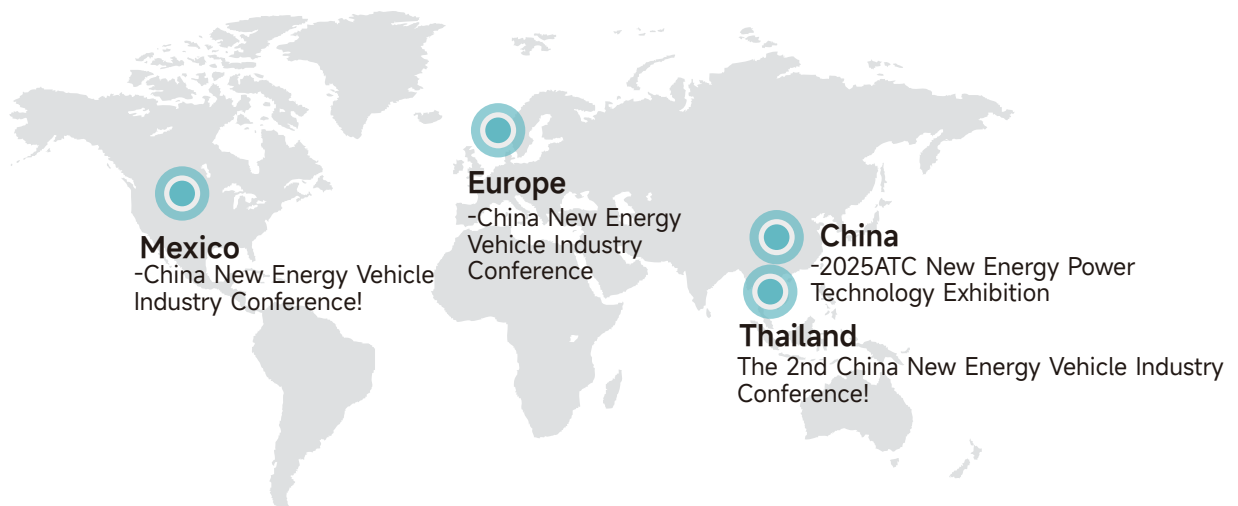 Mexico
-China New Energy Vehicle
Industry Conference!
Europe
-China New Energy
Vehicle Industry
Conference
China
-2025ATC New Energy Power
Technology Exhibition
Thailand
The 2nd China New Energy Vehicle Industry
Conference!